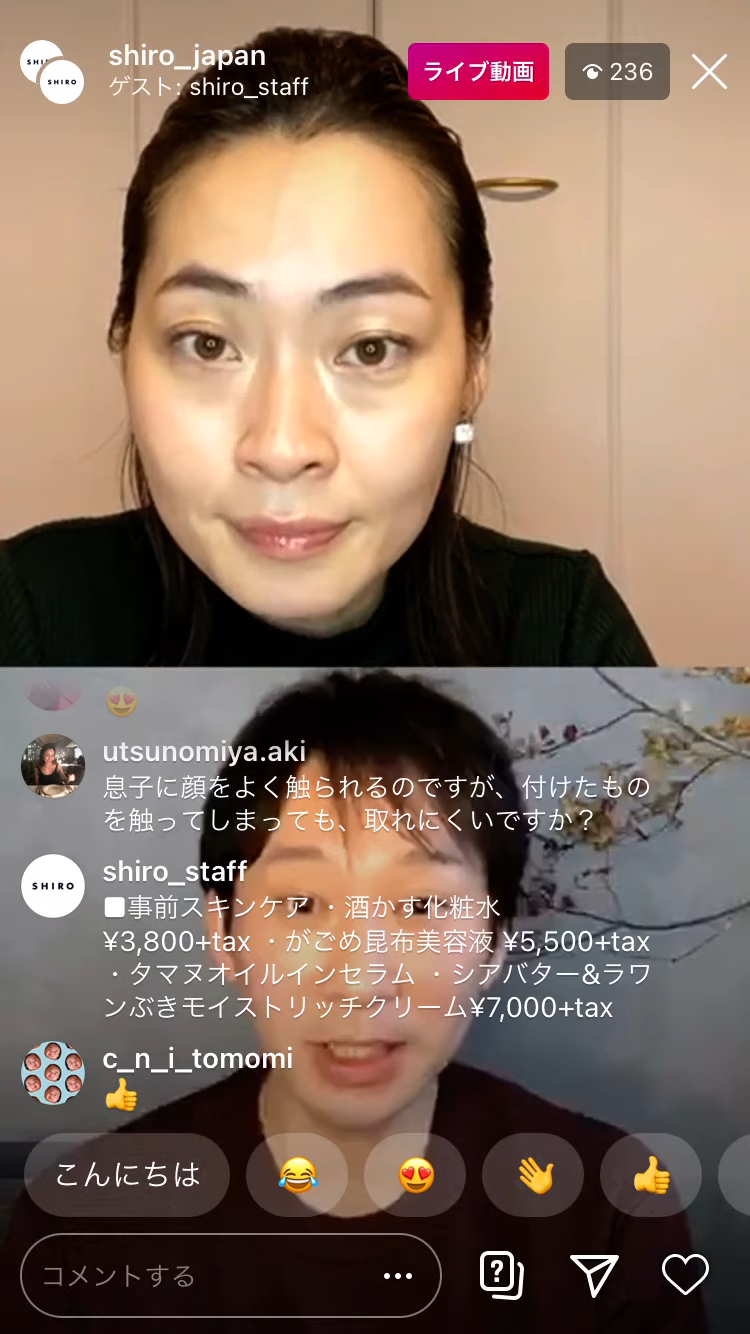 shiro_japan
ゲスト: shiro_staff
ライブ動画
236
SHIRO
utsunomiya.aki
息子に顔をよく触られるのですが、付けたもの
を触ってしまっても、取れにくいですか？
SHIRO
shiro_staff
■事前スキンケア ・酒かす化粧水
¥3,800+tax ・がごめ昆布美容液 ¥5,500+tax
・タマヌオイルインセラム ・シアバター&ラワ
ンぶきモイストリッチクリーム¥7,000+tax
c_n_i_tomomi
👍
こんにちは 😂 😍 👋 👍
コメントする